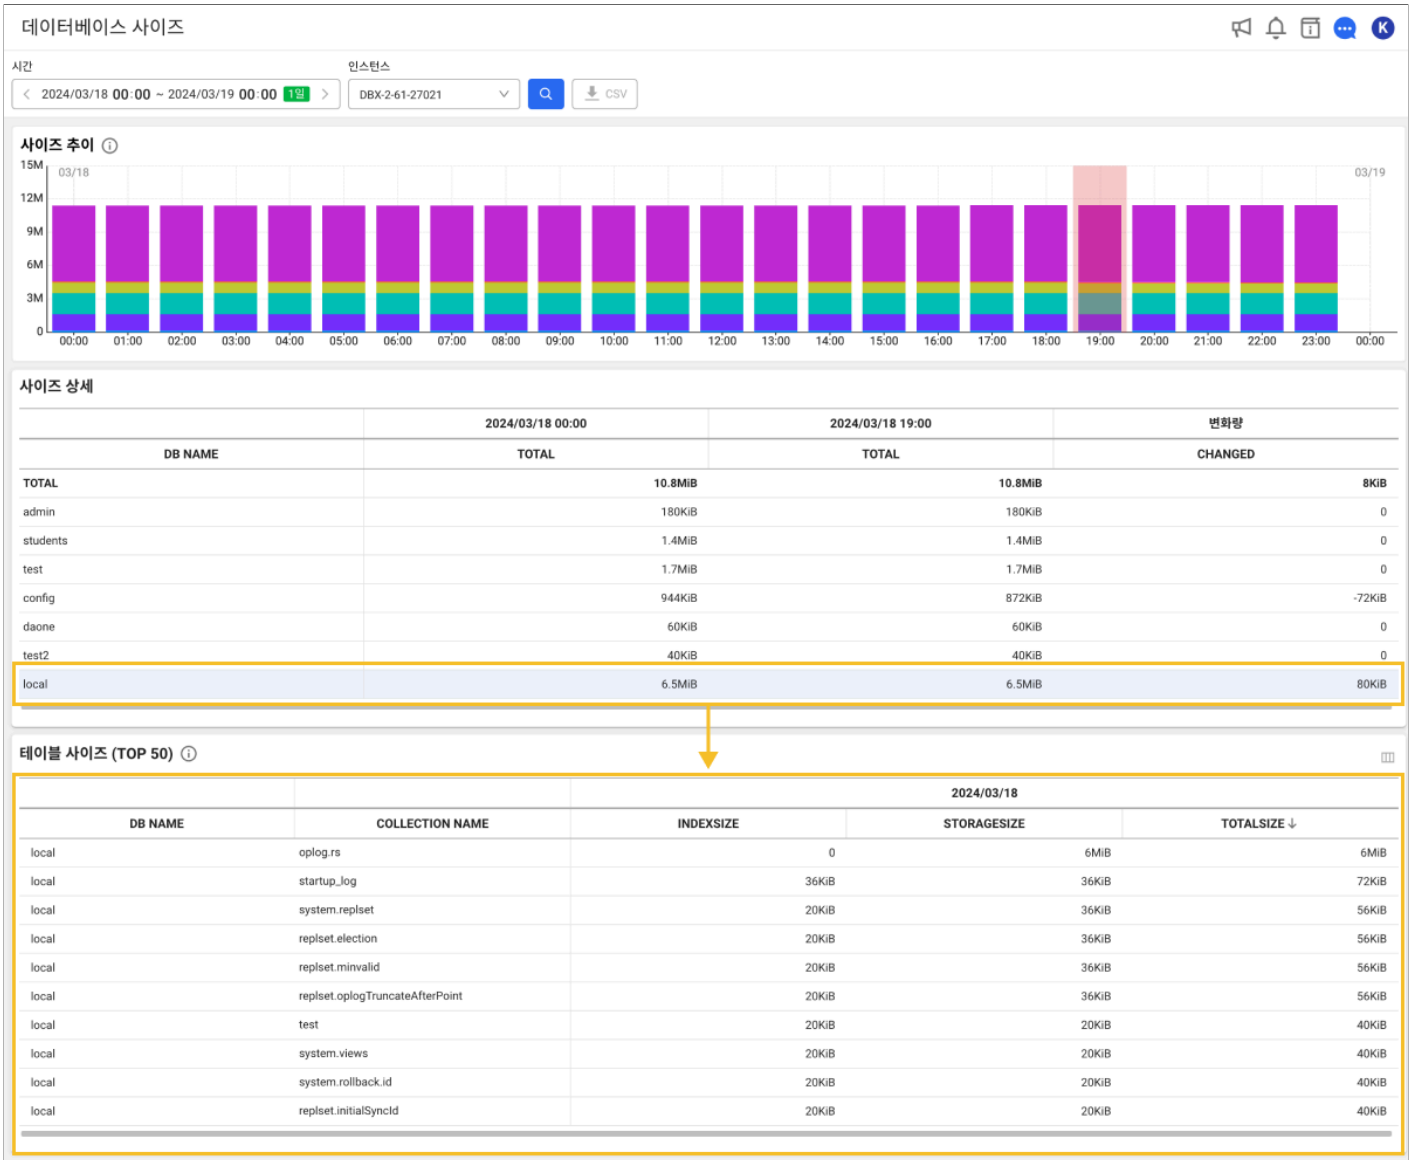 데이터베이스 사이즈
K
시간
인스턴스
2024/03/18 00:00 ~ 2024/03/19 00:00 1일
DBX-2-61-27021
CSV
사이즈 추이
15M
12M
9M
6M
3M
0
03/18
03/19
00:00 01:00 02:00 03:00 04:00 05:00 06:00 07:00 08:00 09:00 10:00 11:00 12:00 13:00 14:00 15:00 16:00 17:00 18:00 19:00 20:00 21:00 22:00 23:00 00:00
사이즈 상세
2024/03/18 00:00 2024/03/18 19:00 변화량
DB NAME TOTAL TOTAL CHANGED
TOTAL 10.8MiB 10.8MiB 8KiB
admin 180KiB 180KiB 0
students 1.4MiB 1.4MiB 0
test 1.7MiB 1.7MiB 0
config 944KiB 872KiB -72KiB
daone 60KiB 60KiB 0
test2 40KiB 40KiB 0
local 6.5MiB 6.5MiB 80KiB
테이블 사이즈 (TOP 50)
2024/03/18
DB NAME COLLECTION NAME INDEXSIZE STORAGESIZE TOTALSIZE
local oplog.rs 0 6MiB 6MiB
local startup_log 36KiB 36KiB 72KiB
local system.replset 20KiB 36KiB 56KiB
local replset.election 20KiB 36KiB 56KiB
local replset.minvalid 20KiB 36KiB 56KiB
local replset.oplogTruncateAfterPoint 20KiB 36KiB 56KiB
local test 20KiB 20KiB 40KiB
local system.views 20KiB 20KiB 40KiB
local system.rollback.id 20KiB 20KiB 40KiB
local replset.initialSyncId 20KiB 20KiB 40KiB